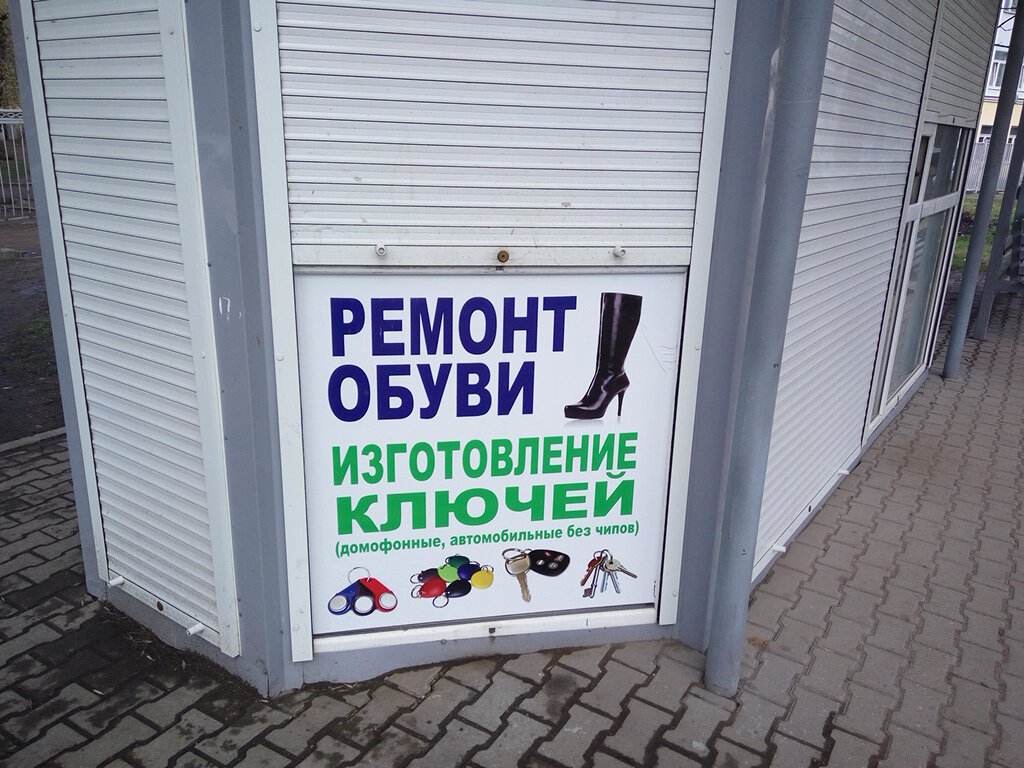 РЕМОНТ
ОБУВИ
ИЗГОТОВЛЕНИЕ
КЛЮЧЕЙ
(домофонные, автомобильные без чипов)